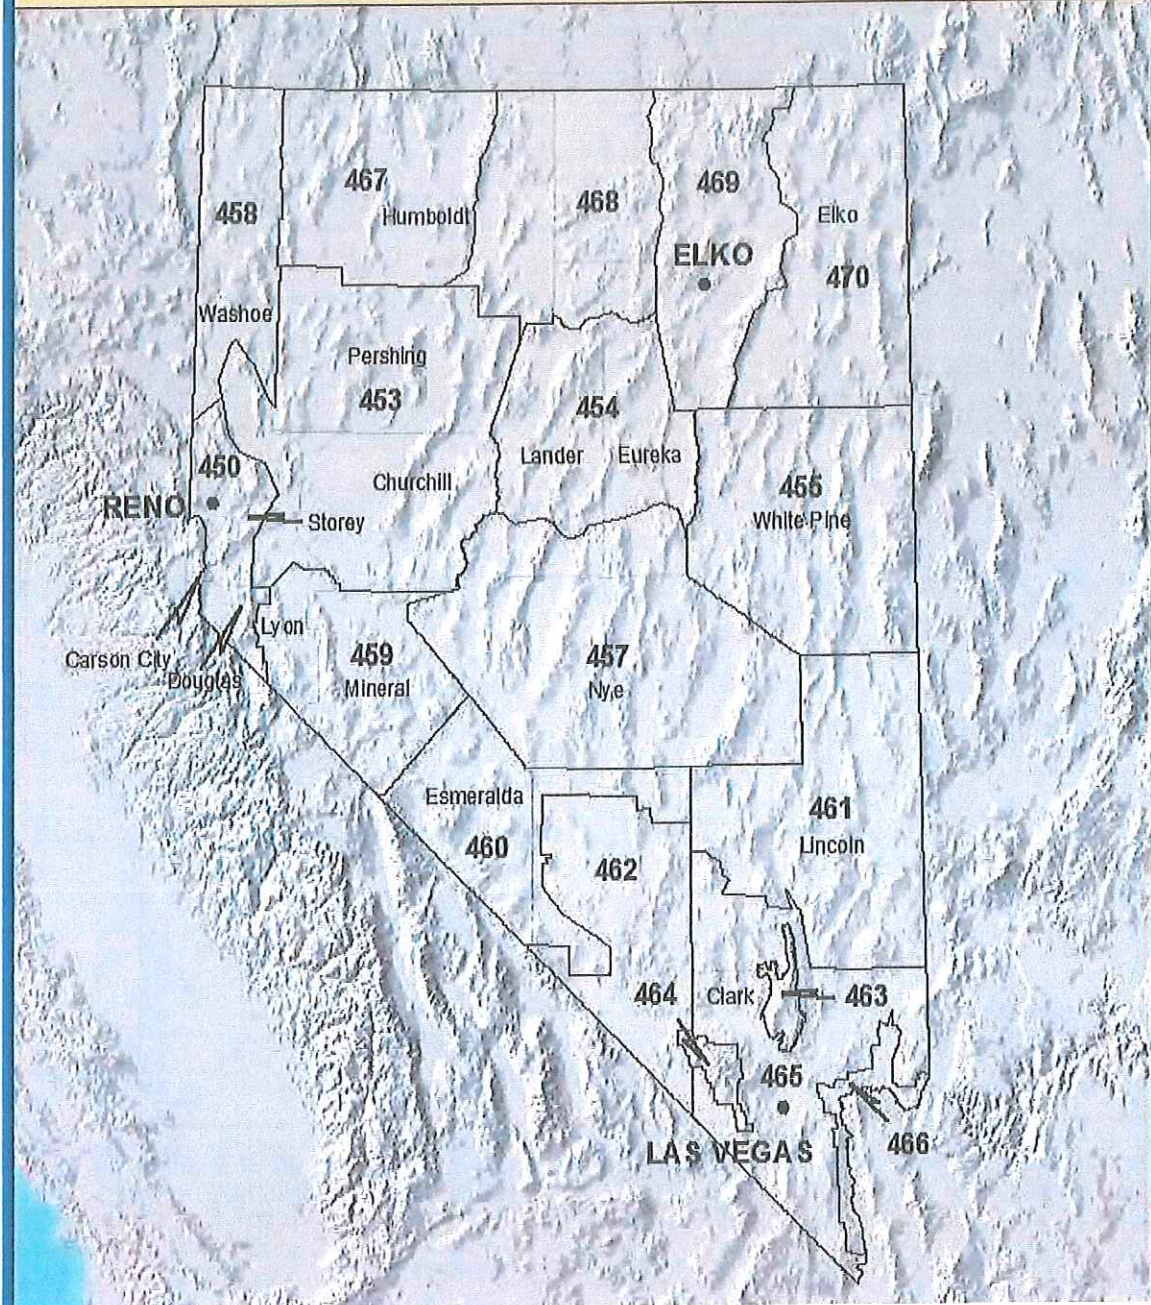 467
458
Humboldt
468
469
Elko
ELKO
470
Washoe
Pershing
453
454
Lander
Eureka
450
RENO
Churchill
Storey
455
White Pine
Lyon
Carson City
Douglas
459
Mineral
457
Nye
Esmeralda
460
462
461
Lincoln
464
Clark
463
465
LAS VEGAS
466